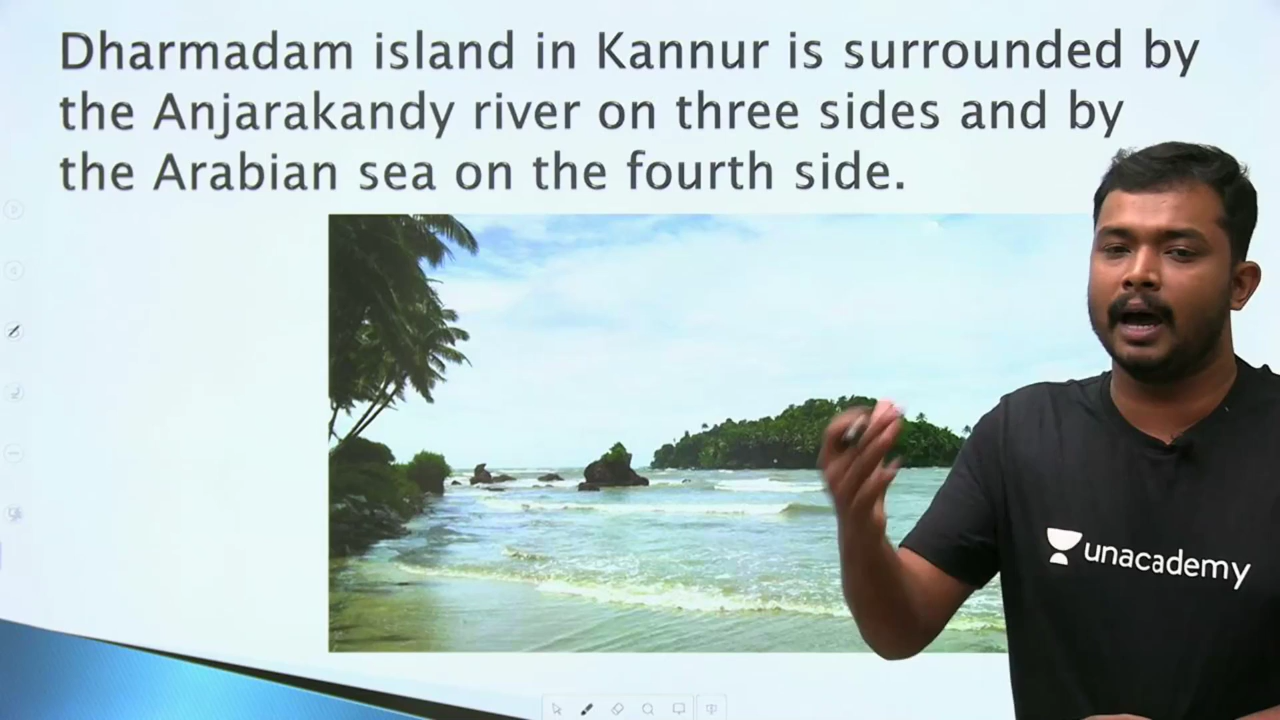 Dharmadam island in Kannur is surrounded by
the Anjarakandy river on three sides and by
the Arabian sea on the fourth side.
unacademy